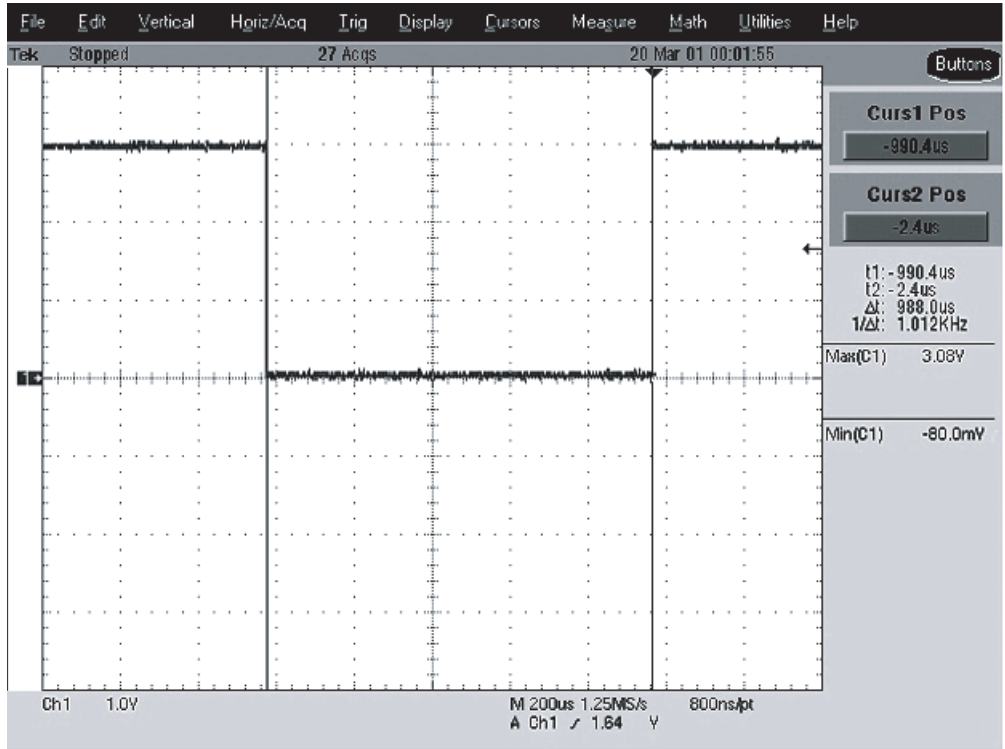 File Edit Vertical Horiz/Acq Trig Display Cursors Measure Math Utilities Help
Tek Stopped 27 Acqs 20 Mar 01 00:01:55
Buttons
Curs1 Pos
-990.4us
Curs2 Pos
-2.4us
t1: -990.4us
t2: -2.4us
Δt: 988.0us
1/Δt: 1.012KHz
Max(C1) 3.08V
1
Min(C1) -80.0mV
Ch1 1.0V M 200us 1.25MS/s 800ns/pt
A Ch1 / 1.64 V